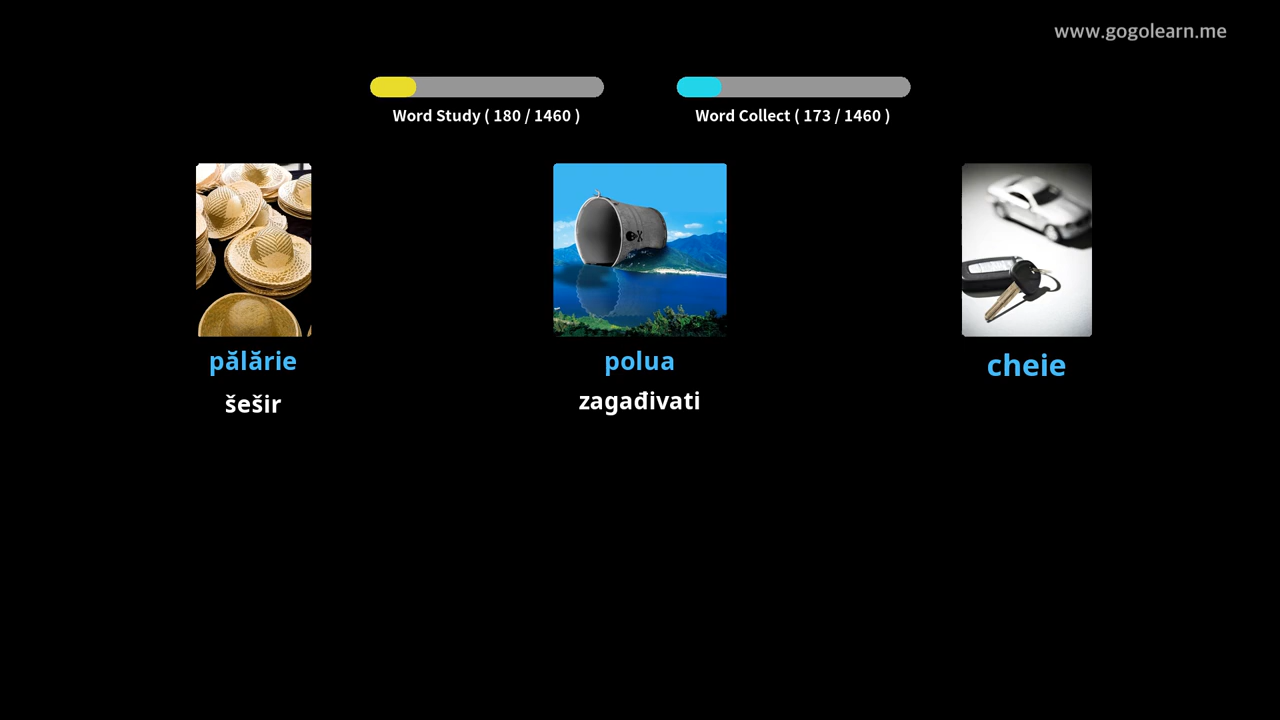 www.gogolearn.me
Word Study ( 180 / 1460 )
Word Collect ( 173 / 1460 )
pălărie
šešir
polua
zagađivati
cheie